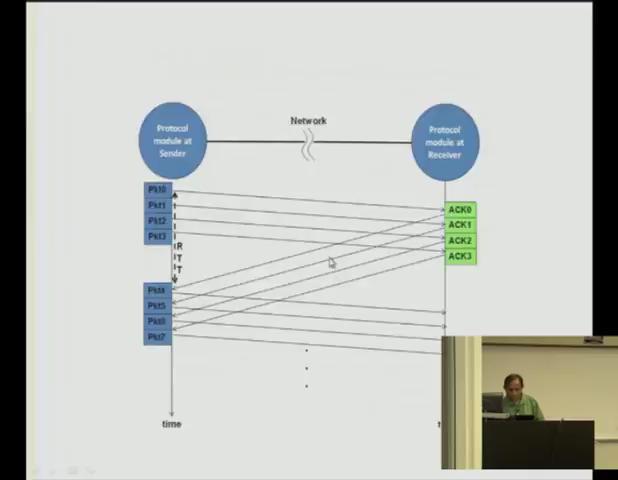 Network
Protocol
module at
Sender
Protocol
module at
Receiver
Pkt0
Pkt1
Pkt2
Pkt3
R
T
T
ACK0
ACK1
ACK2
ACK3
Pkt4
Pkt5
Pkt6
Pkt7
time